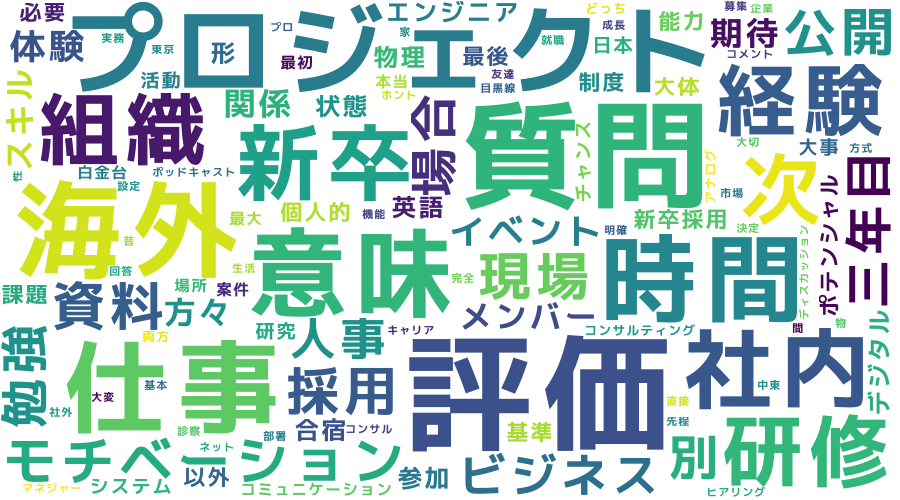 必要
プロジェクト
エンジニア
どっち
募集
企業
公開
体験
実務
東京
形
プロ
家
物理
最後
成長
能力
期待
コメント
活動
最初
本当
ホント
友達
目黒線
就職
日本
制度
大体
スキル
性
組織
関係
状態
場合
経験
大切
大事
方式
白金台
ポッドキャスト
設定
新卒
質問
チャンス
アナログ
市場
次
ポテンシャル
三年目
海外
昔
最大
個人的
機能
英語
イベント
新卒採用
明確
決定
ディスカッション
回答
生活
意味
完全
現場
時間
課題
資料
方々
場所
案件
研究
人事
キャリア
メンバー
コンサルティング
間
物
デジタル
勉強
両方
仕事
大変
基本
社外
採用
評価
直接
先程
社内
中東
診察
部署
合宿
コンサル
基準
別
研修
モチベーション
ネット
マネジャー
システム
以外
コミュニケーション
参加
ビジネス
ヒアリング